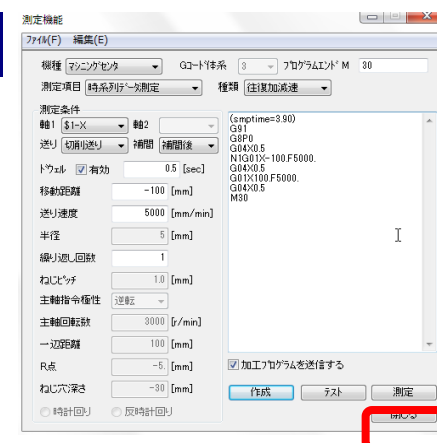 測定機能
ファイル(F) 編集(E)
機種 マシニングセンタ Gコード体系 3 プログラムエンド M 30
測定項目 時系列データ測定 種類 往復加減速
測定条件
軸1 $1-X 軸2
送り 切削送り 補間 補間後
ドウェル 有効 0.5 [sec]
移動距離 -100 [mm]
送り速度 5000 [mm/min]
半径 5 [mm]
繰り返し回数 1
ねじピッチ 1.0 [mm]
主軸指令極性 逆転
主軸回転数 3000 [r/min]
一辺距離 100 [mm]
R点 -5. [mm]
ねじ穴深さ -30 [mm]
時計回り 反時計回り
(smptime=3.90)
G91
G8P0
G04X0.5
N1G01X-100.F5000.
G04X0.5
G01X100.F5000.
G04X0.5
M30
加工プログラムを送信する
作成 テスト 測定
閉じる